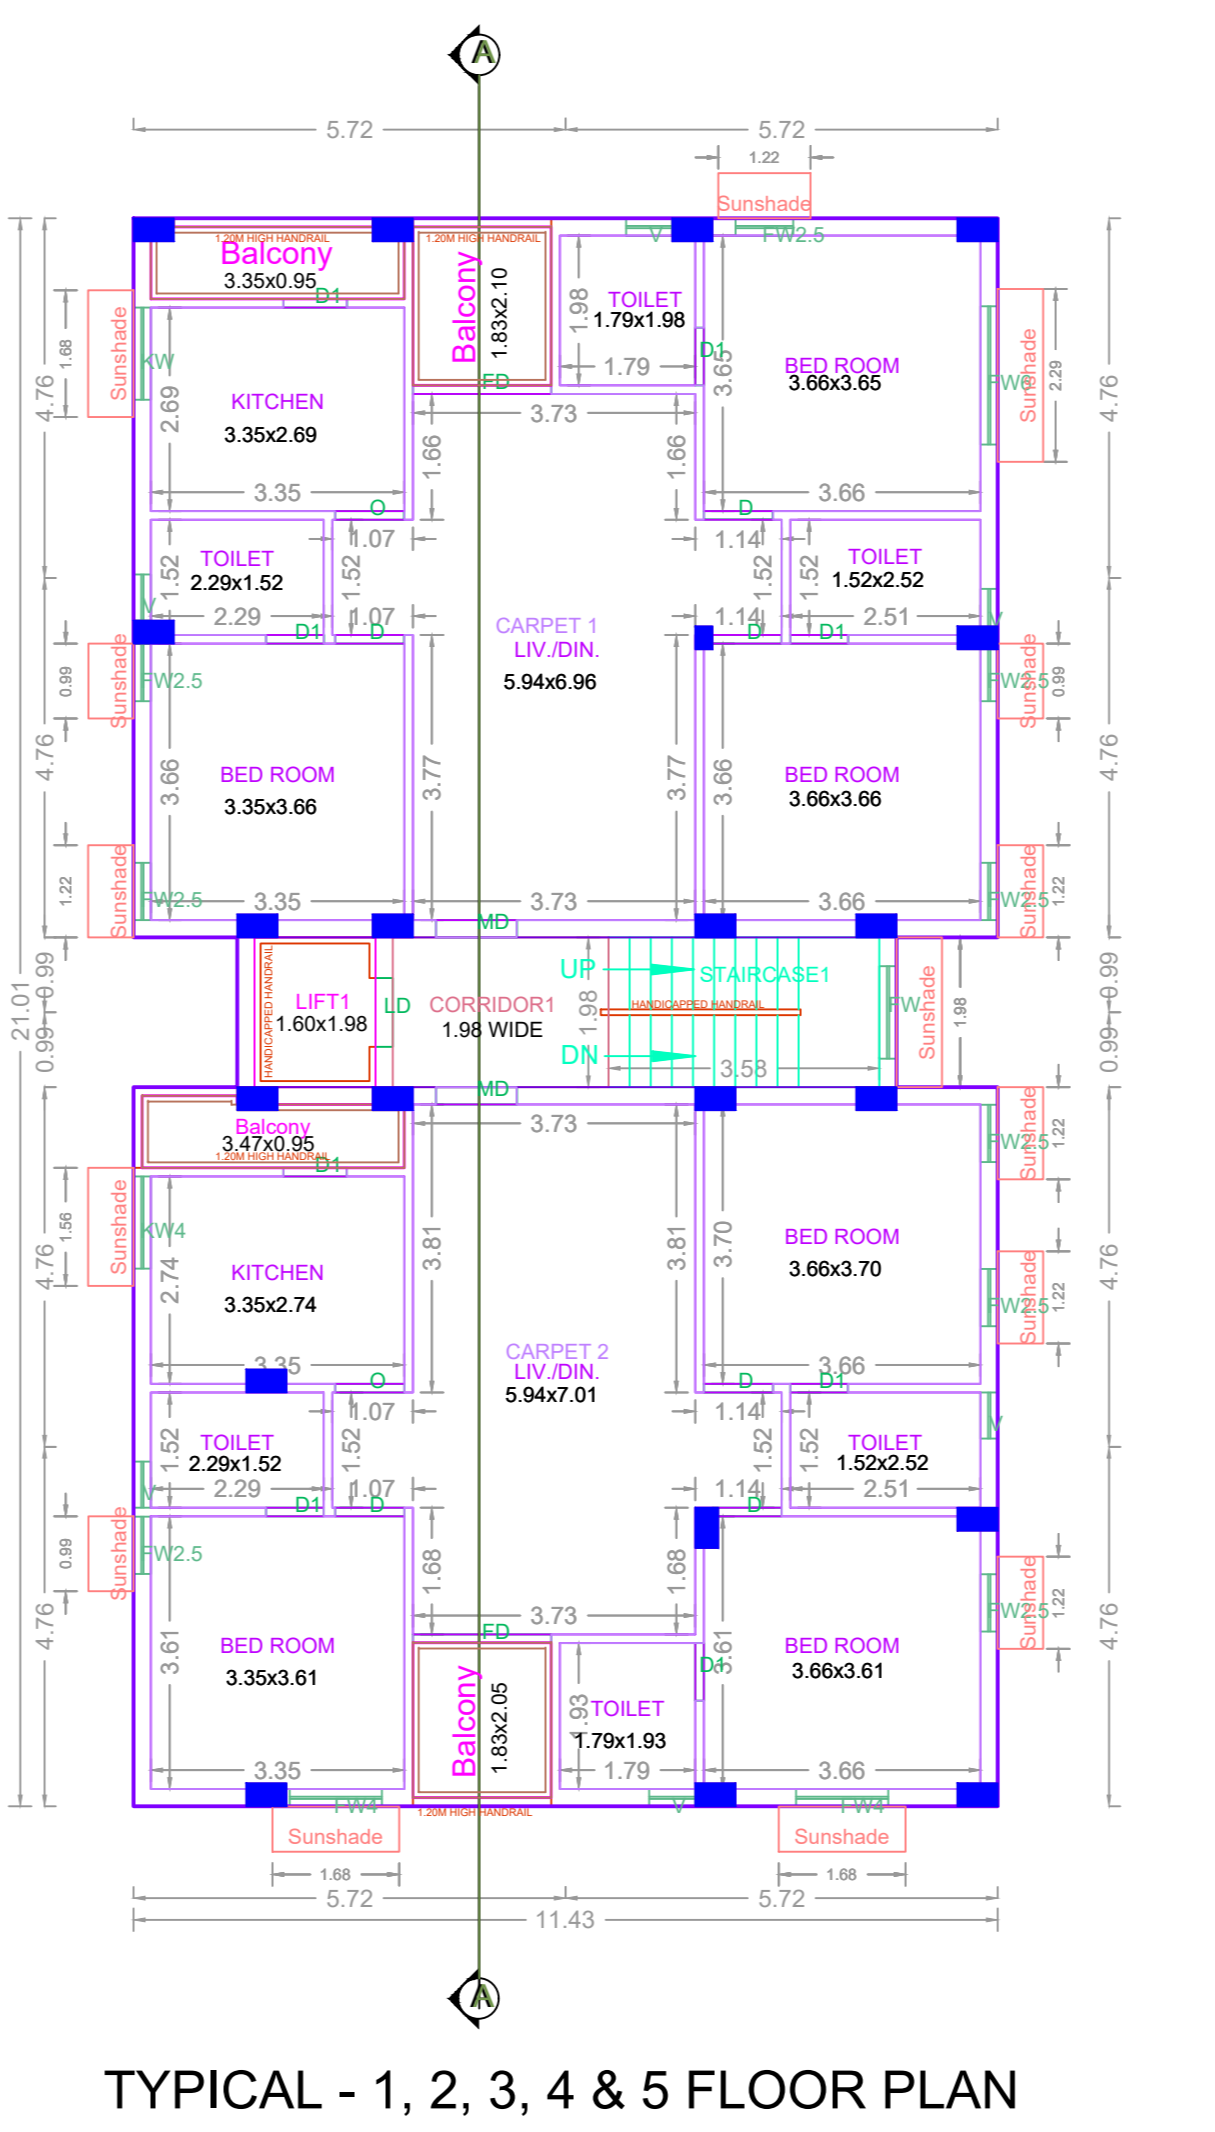 A
5.72
5.72
1.22
Sunshade
1.20M HIGH HANDRAIL
Balcony
3.35x0.95
D1
1.20M HIGH HANDRAIL
Balcony
1.83x2.10
FD
V
FW2.5
TOILET
1.79x1.98
1.98
1.79
D1
3.65
BED ROOM
3.66x3.65
FW6
Sunshade
2.29
4.76
1.68
Sunshade
KW
2.69
KITCHEN
3.35x2.69
3.35
O
3.73
1.66
1.66
3.66
D
4.76
1.07
1.14
TOILET
2.29x1.52
1.52
1.52
2.29
1.07
V
D1
D
CARPET 1
LIV./DIN.
5.94x6.96
TOILET
1.52x2.52
1.52
1.52
1.14
2.51
V
D
D1
0.99
Sunshade
FW2.5
FW2.5
Sunshade
0.99
4.76
BED ROOM
3.35x3.66
3.66
3.77
3.77
3.66
BED ROOM
3.66x3.66
4.76
1.22
Sunshade
FW2.5
3.35
3.73
3.66
FW2.5
Sunshade
1.22
MD
21.01
0.99
0.99
HANDICAPPED HANDRAIL
LIFT1
1.60x1.98
LD
CORRIDOR1
1.98 WIDE
1.98
UP
STAIRCASE1
HANDICAPPED HANDRAIL
DN
3.58
FW
Sunshade
1.98
0.99
0.99
MD
Balcony
3.47x0.95
1.20M HIGH HANDRAIL
D1
3.73
FW2.5
Sunshade
1.22
1.56
Sunshade
KW4
2.74
KITCHEN
3.35x2.74
3.35
O
3.81
3.81
3.70
BED ROOM
3.66x3.70
3.66
FW2.5
Sunshade
1.22
4.76
4.76
D
D1
CARPET 2
LIV./DIN.
5.94x7.01
1.07
1.14
TOILET
2.29x1.52
1.52
1.52
2.29
1.07
V
D1
D
TOILET
1.52x2.52
1.52
1.52
1.14
2.51
V
D
0.99
Sunshade
FW2.5
1.68
1.68
3.73
FD
FW2.5
Sunshade
1.22
4.76
4.76
BED ROOM
3.35x3.61
3.61
3.35
FW4
Balcony
1.83x2.05
1.20M HIGH HANDRAIL
TOILET
1.79x1.93
1.93
1.79
V
D1
3.61
BED ROOM
3.66x3.61
3.66
FW4
Sunshade
Sunshade
1.68
1.68
5.72
5.72
11.43
A
TYPICAL - 1, 2, 3, 4 & 5 FLOOR PLAN